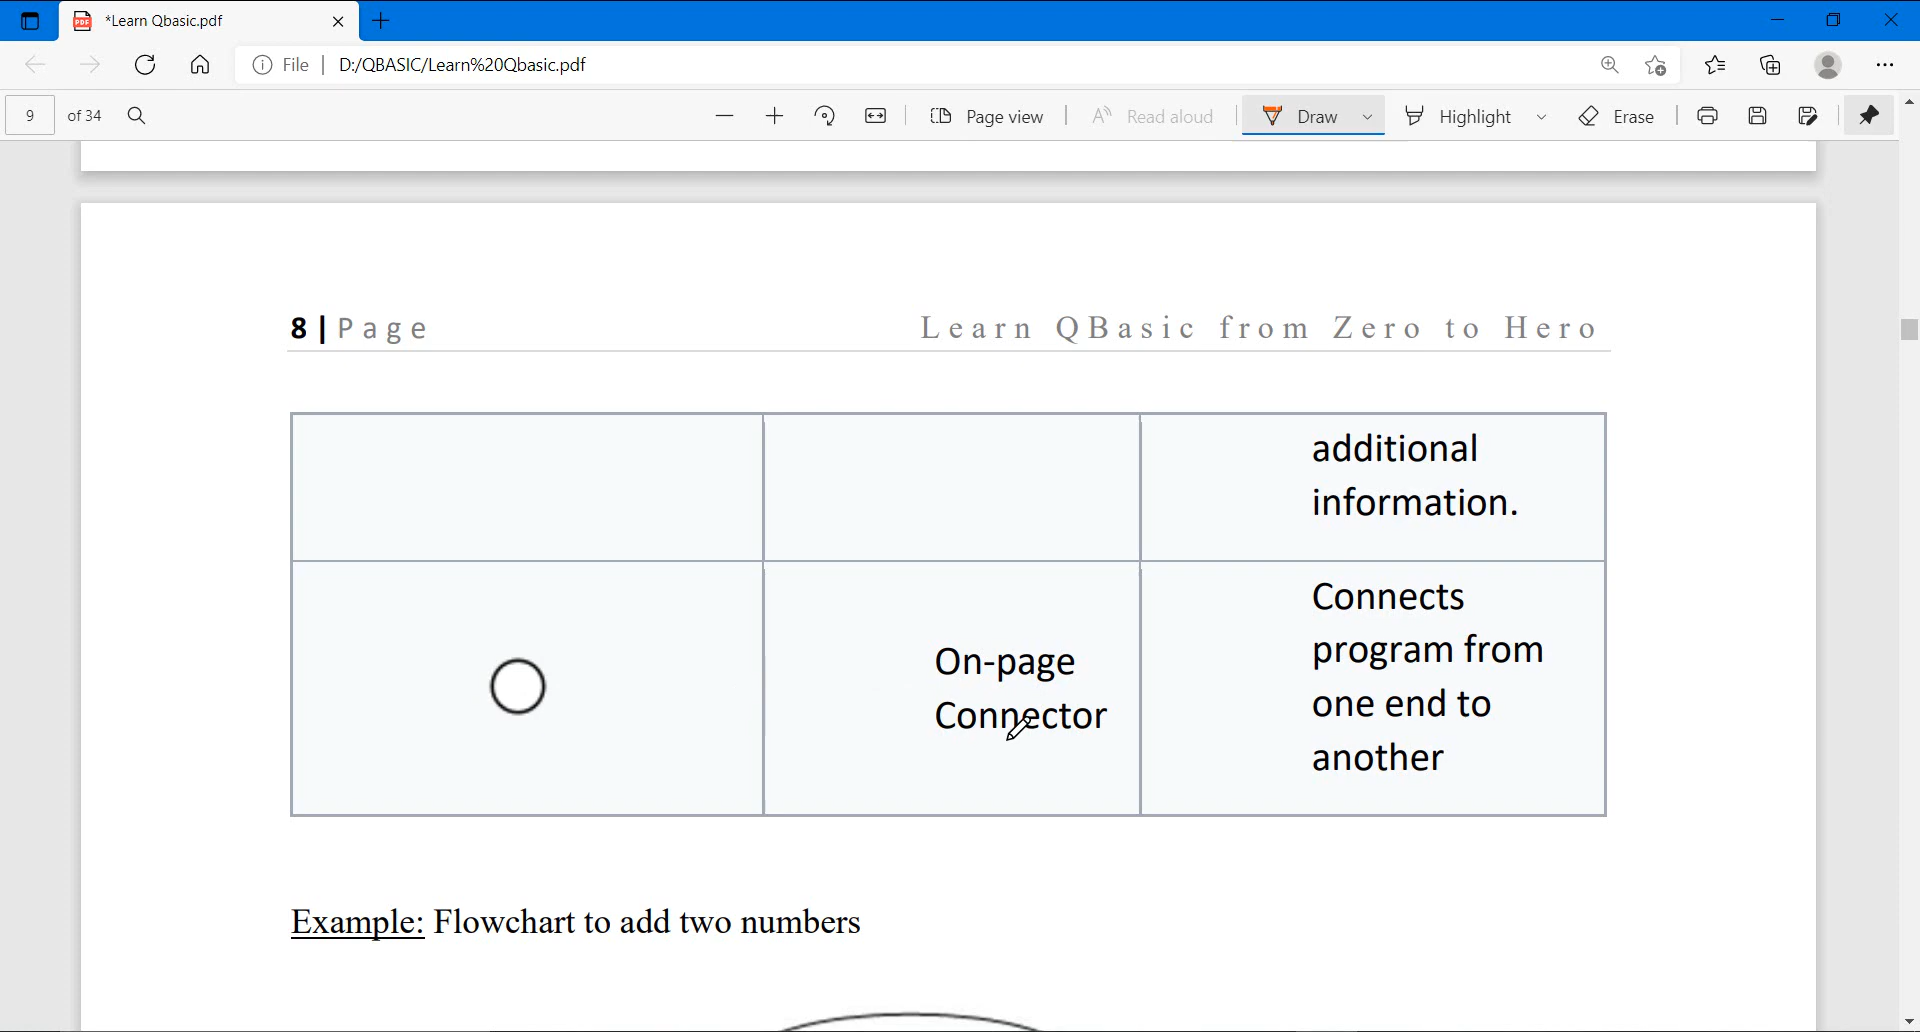 *Learn Qbasic.pdf
File | D:/QBASIC/Learn%20Qbasic.pdf
9 of 34 Page view Read aloud Draw Highlight Erase
8 | Page Learn QBasic from Zero to Hero
additional
information.
On-page
Connector
Connects
program from
one end to
another
Example: Flowchart to add two numbers